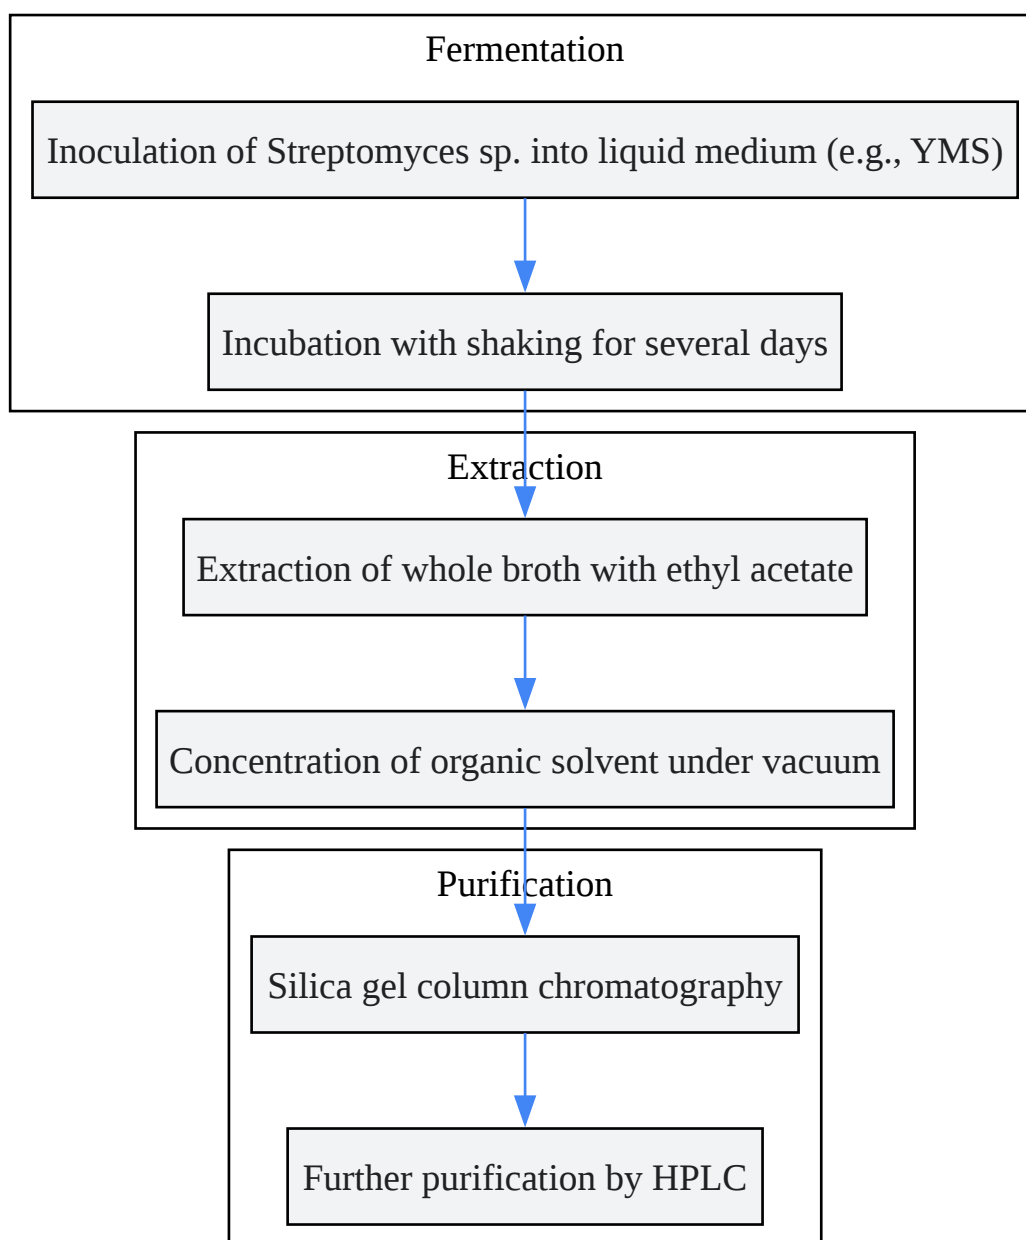 Fermentation
Inoculation of Streptomyces sp. into liquid medium (e.g., YMS)
Incubation with shaking for several days
Extraction
Extraction of whole broth with ethyl acetate
Concentration of organic solvent under vacuum
Purification
Silica gel column chromatography
Further purification by HPLC